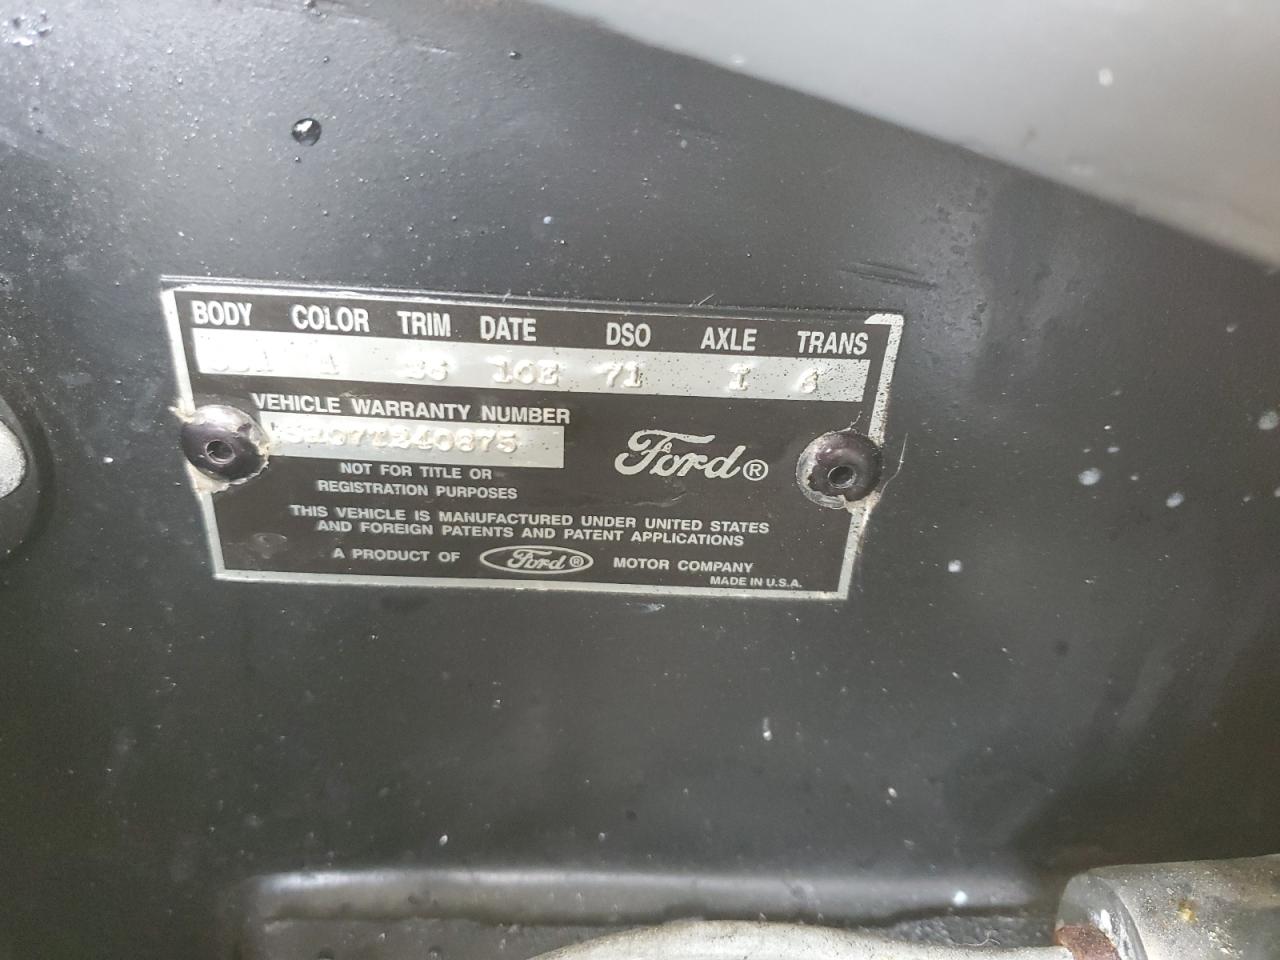 BODY COLOR TRIM DATE DSO AXLE TRANS
A 26 10E 71 I 6
VEHICLE WARRANTY NUMBER
NOT FOR TITLE OR
REGISTRATION PURPOSES
Ford®
THIS VEHICLE IS MANUFACTURED UNDER UNITED STATES
AND FOREIGN PATENTS AND PATENT APPLICATIONS
A PRODUCT OF Ford® MOTOR COMPANY
MADE IN U.S.A.